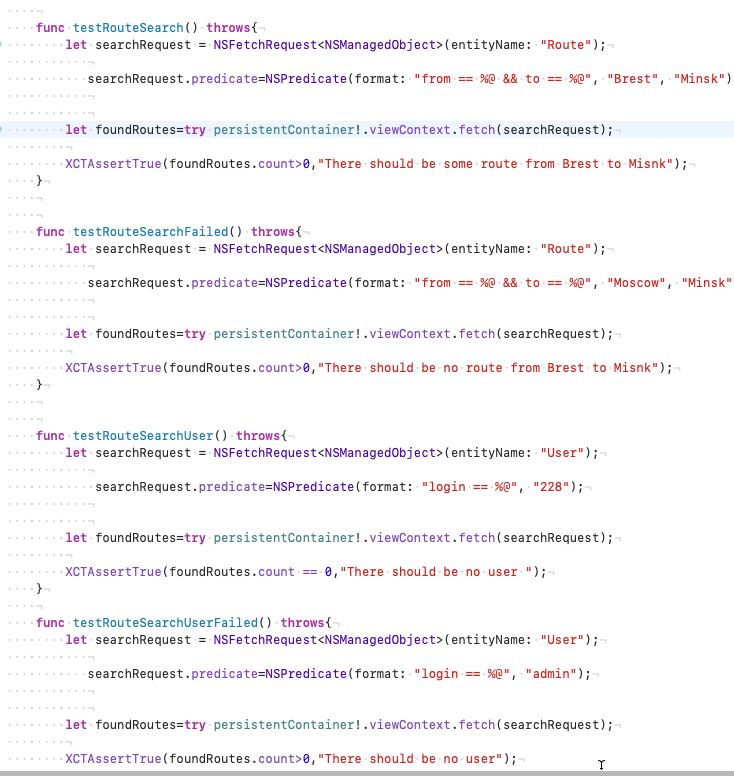 func testRouteSearch() throws{
let searchRequest = NSFetchRequest<NSManagedObject>(entityName: "Route");
searchRequest.predicate=NSPredicate(format: "from == %@ && to == %@", "Brest", "Minsk")
let foundRoutes=try persistentContainer!.viewContext.fetch(searchRequest);
XCTAssertTrue(foundRoutes.count>0,"There should be some route from Brest to Misnk");
}
func testRouteSearchFailed() throws{
let searchRequest = NSFetchRequest<NSManagedObject>(entityName: "Route");
searchRequest.predicate=NSPredicate(format: "from == %@ && to == %@", "Moscow", "Minsk"
let foundRoutes=try persistentContainer!.viewContext.fetch(searchRequest);
XCTAssertTrue(foundRoutes.count>0,"There should be no route from Brest to Misnk");
}
func testRouteSearchUser() throws{
let searchRequest = NSFetchRequest<NSManagedObject>(entityName: "User");
searchRequest.predicate=NSPredicate(format: "login == %@", "228");
let foundRoutes=try persistentContainer!.viewContext.fetch(searchRequest);
XCTAssertTrue(foundRoutes.count == 0,"There should be no user ");
}
func testRouteSearchUserFailed() throws{
let searchRequest = NSFetchRequest<NSManagedObject>(entityName: "User");
searchRequest.predicate=NSPredicate(format: "login == %@", "admin");
let foundRoutes=try persistentContainer!.viewContext.fetch(searchRequest);
XCTAssertTrue(foundRoutes.count>0,"There should be no user");